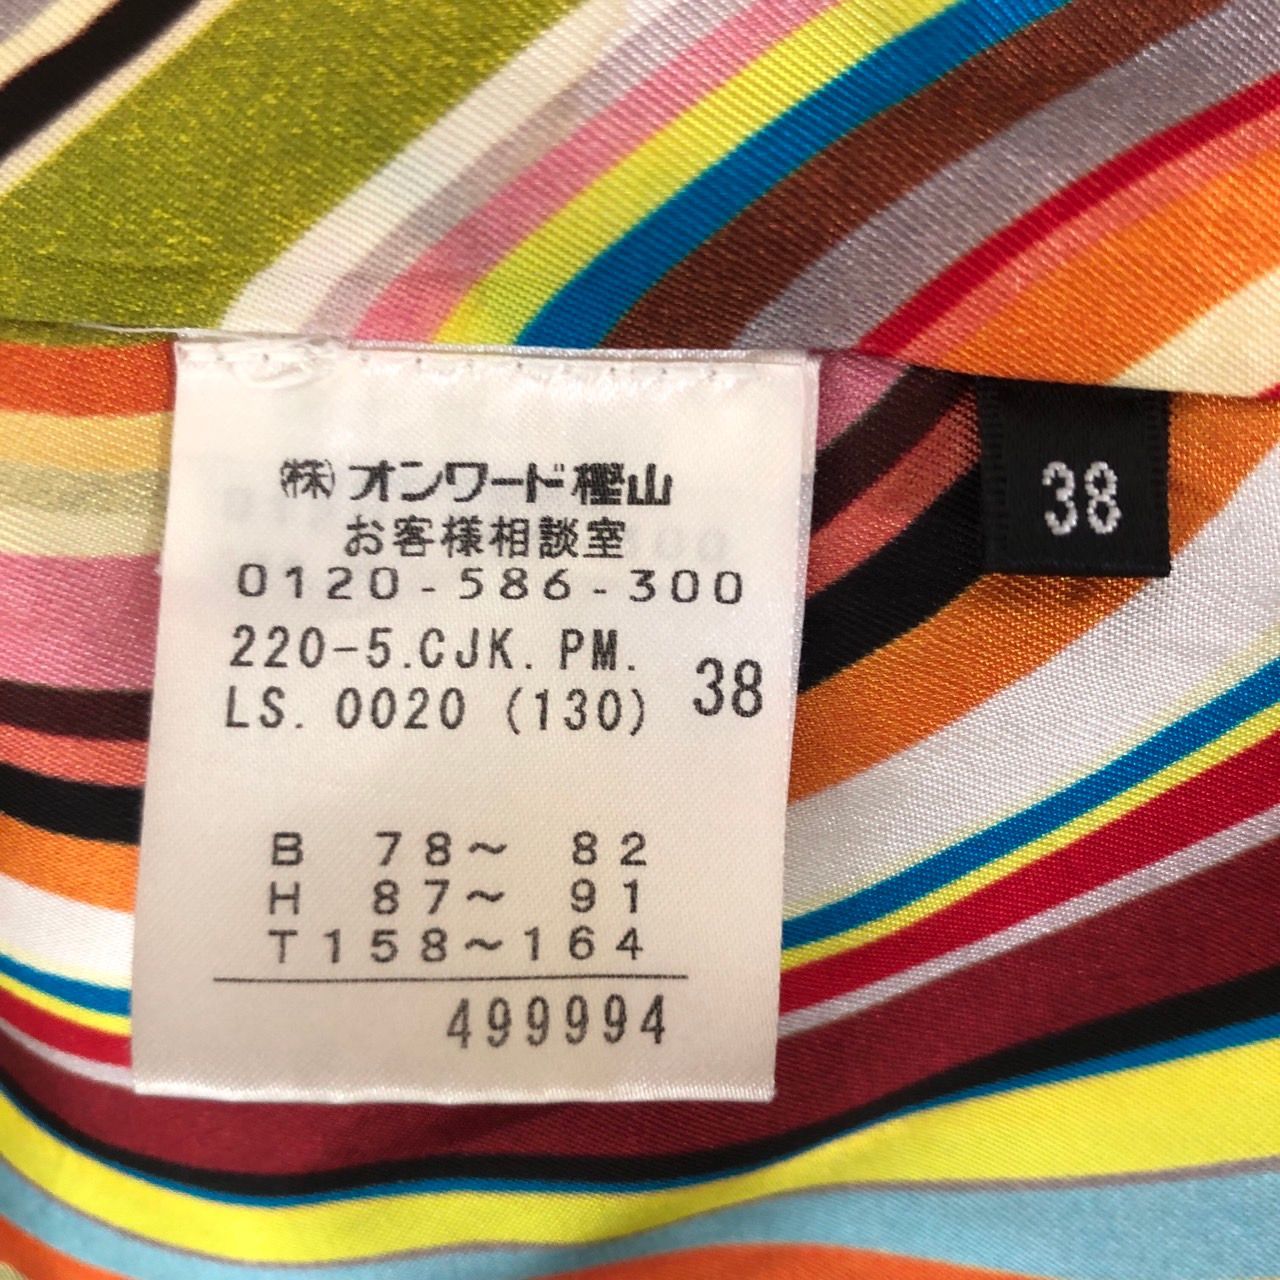 ㈱オンワード樫山
お客様相談室
0120-586-300
220-5.CJK.PM.
LS.0020 (130) 38
B 78～ 82
H 87～ 91
T158～164
499994
38